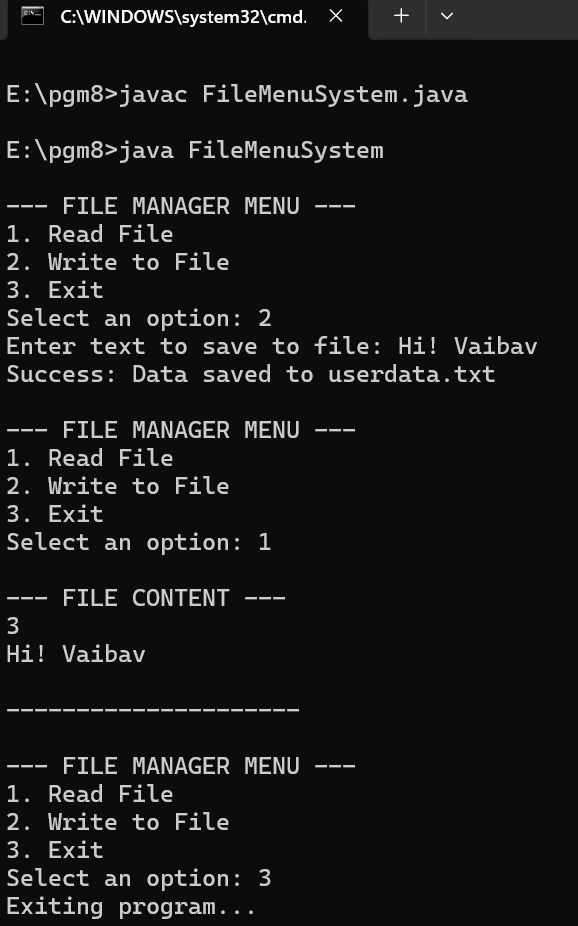 C:\WINDOWS\system32\cmd.
E:\pgm8>javac FileMenuSystem.java
E:\pgm8>java FileMenuSystem
--- FILE MANAGER MENU ---
1. Read File
2. Write to File
3. Exit
Select an option: 2
Enter text to save to file: Hi! Vaibav
Success: Data saved to userdata.txt
--- FILE MANAGER MENU ---
1. Read File
2. Write to File
3. Exit
Select an option: 1
--- FILE CONTENT ---
3
Hi! Vaibav
---------------------
--- FILE MANAGER MENU ---
1. Read File
2. Write to File
3. Exit
Select an option: 3
Exiting program...